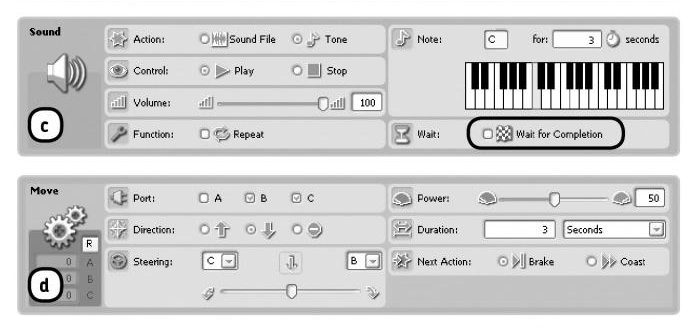 Sound
Action: Sound File Tone
Control: Play Stop
Volume: 100
Function: Repeat
Note: C for: 3 seconds
Wait: Wait for Completion
c
Move
Port: A B C
Direction:
Steering: C B
Power: 50
Duration: 3 Seconds
Next Action: Brake Coast
R
0 A
0 B
0 C
d